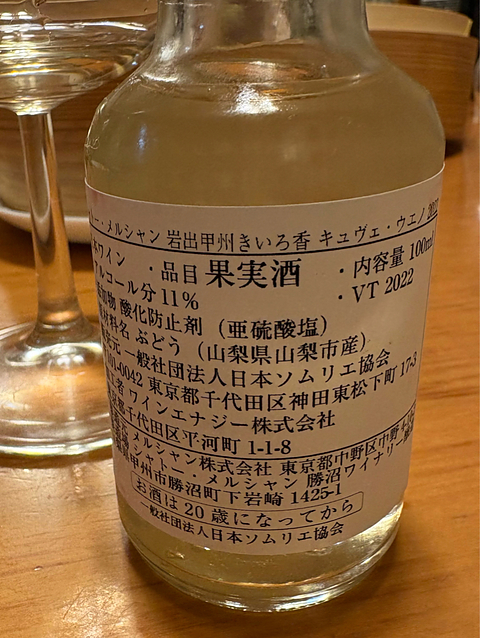 ・メルシャン 岩出甲州きいろ香 キュヴェ・ウエノ
ワイン ・品目 果実酒 ・内容量 100ml
アルコール分 11% ・VT 2022
酸化防止剤 (亜硫酸塩)
ぶどう (山梨県山梨市産)
一般社団法人日本ソムリエ協会
01-0042 東京都千代田区神田東松下町 17-3
ワインエナジー株式会社
千代田区平河町 1-1-8
メルシャン株式会社 東京都中野区中野
シャトー・メルシャン 勝沼ワイナリー
甲州市勝沼町下岩崎 1425-1
お酒は20歳になってから
一般社団法人日本ソムリエ協会